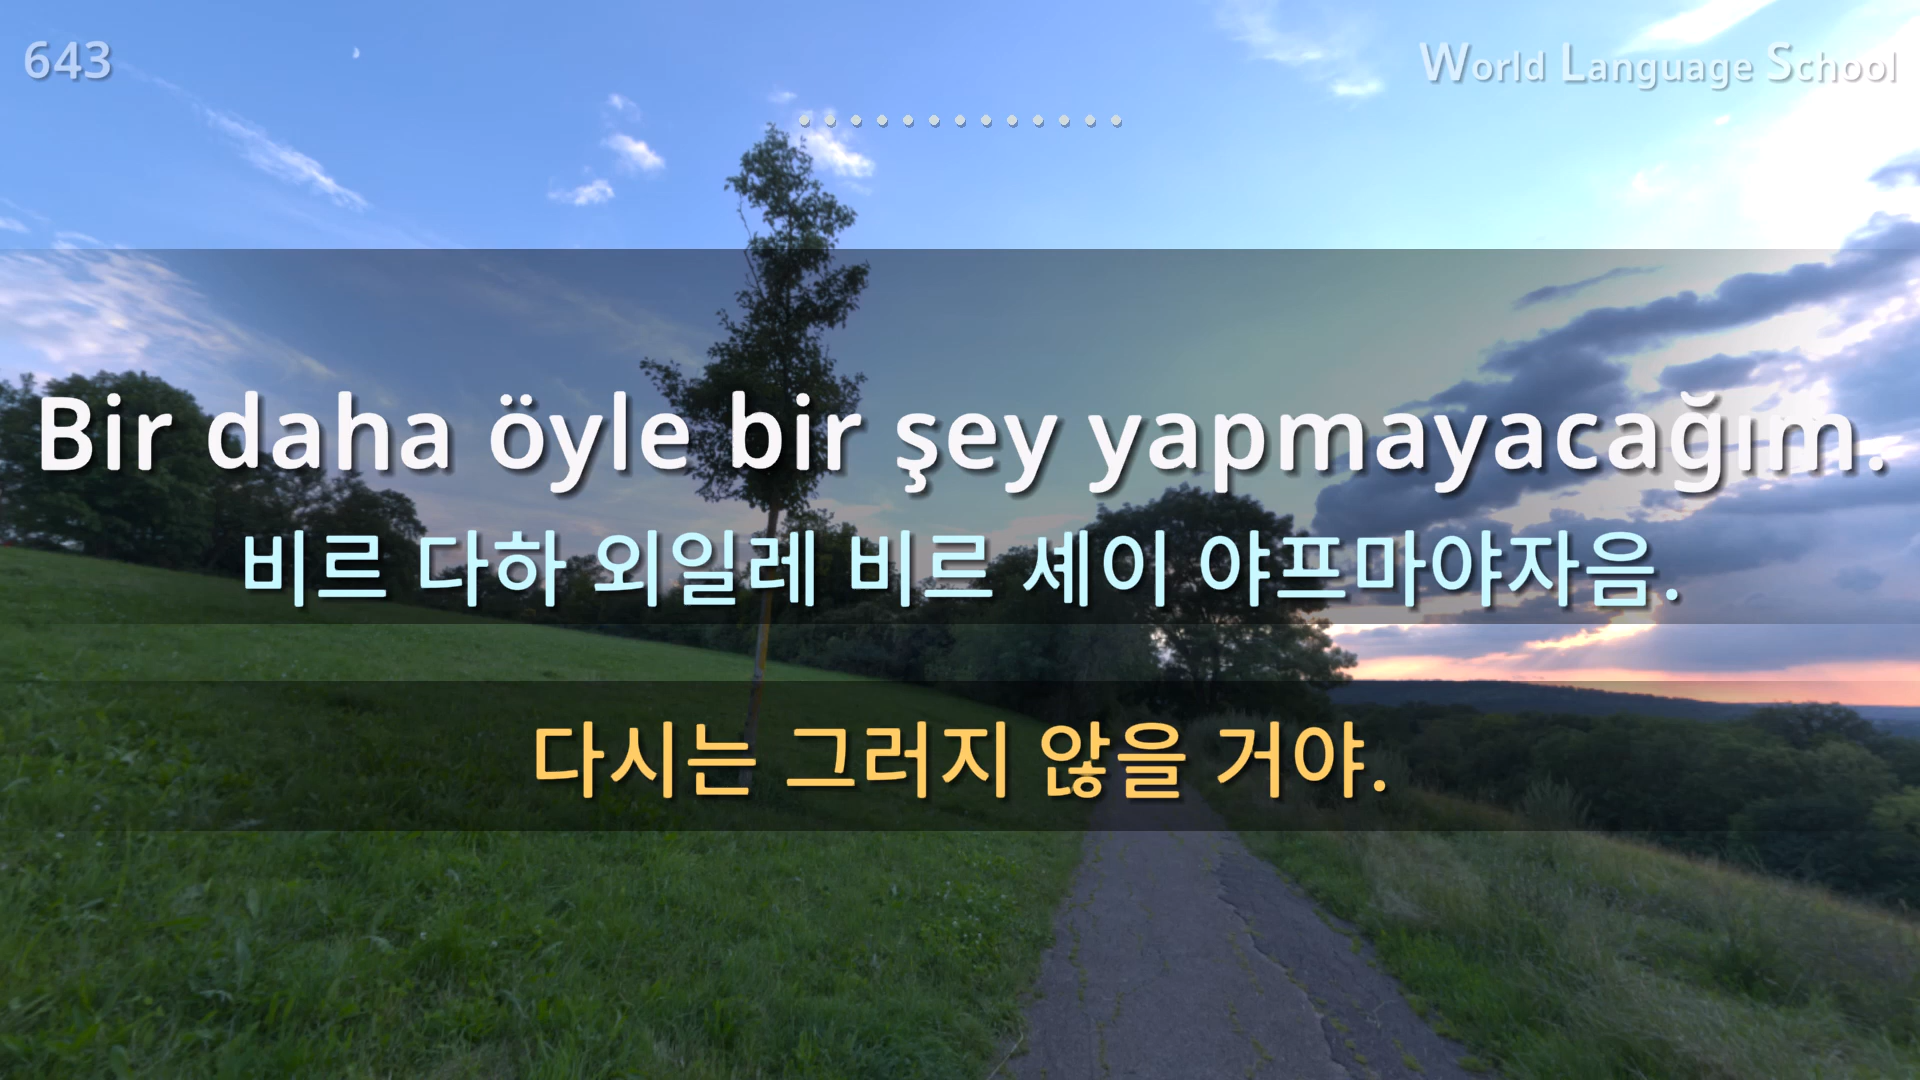 643
World Language School
Bir daha öyle bir şey yapmayacağım.
비르 다하 외일레 비르 셰이 야프마야자음.
다시는 그러지 않을 거야.